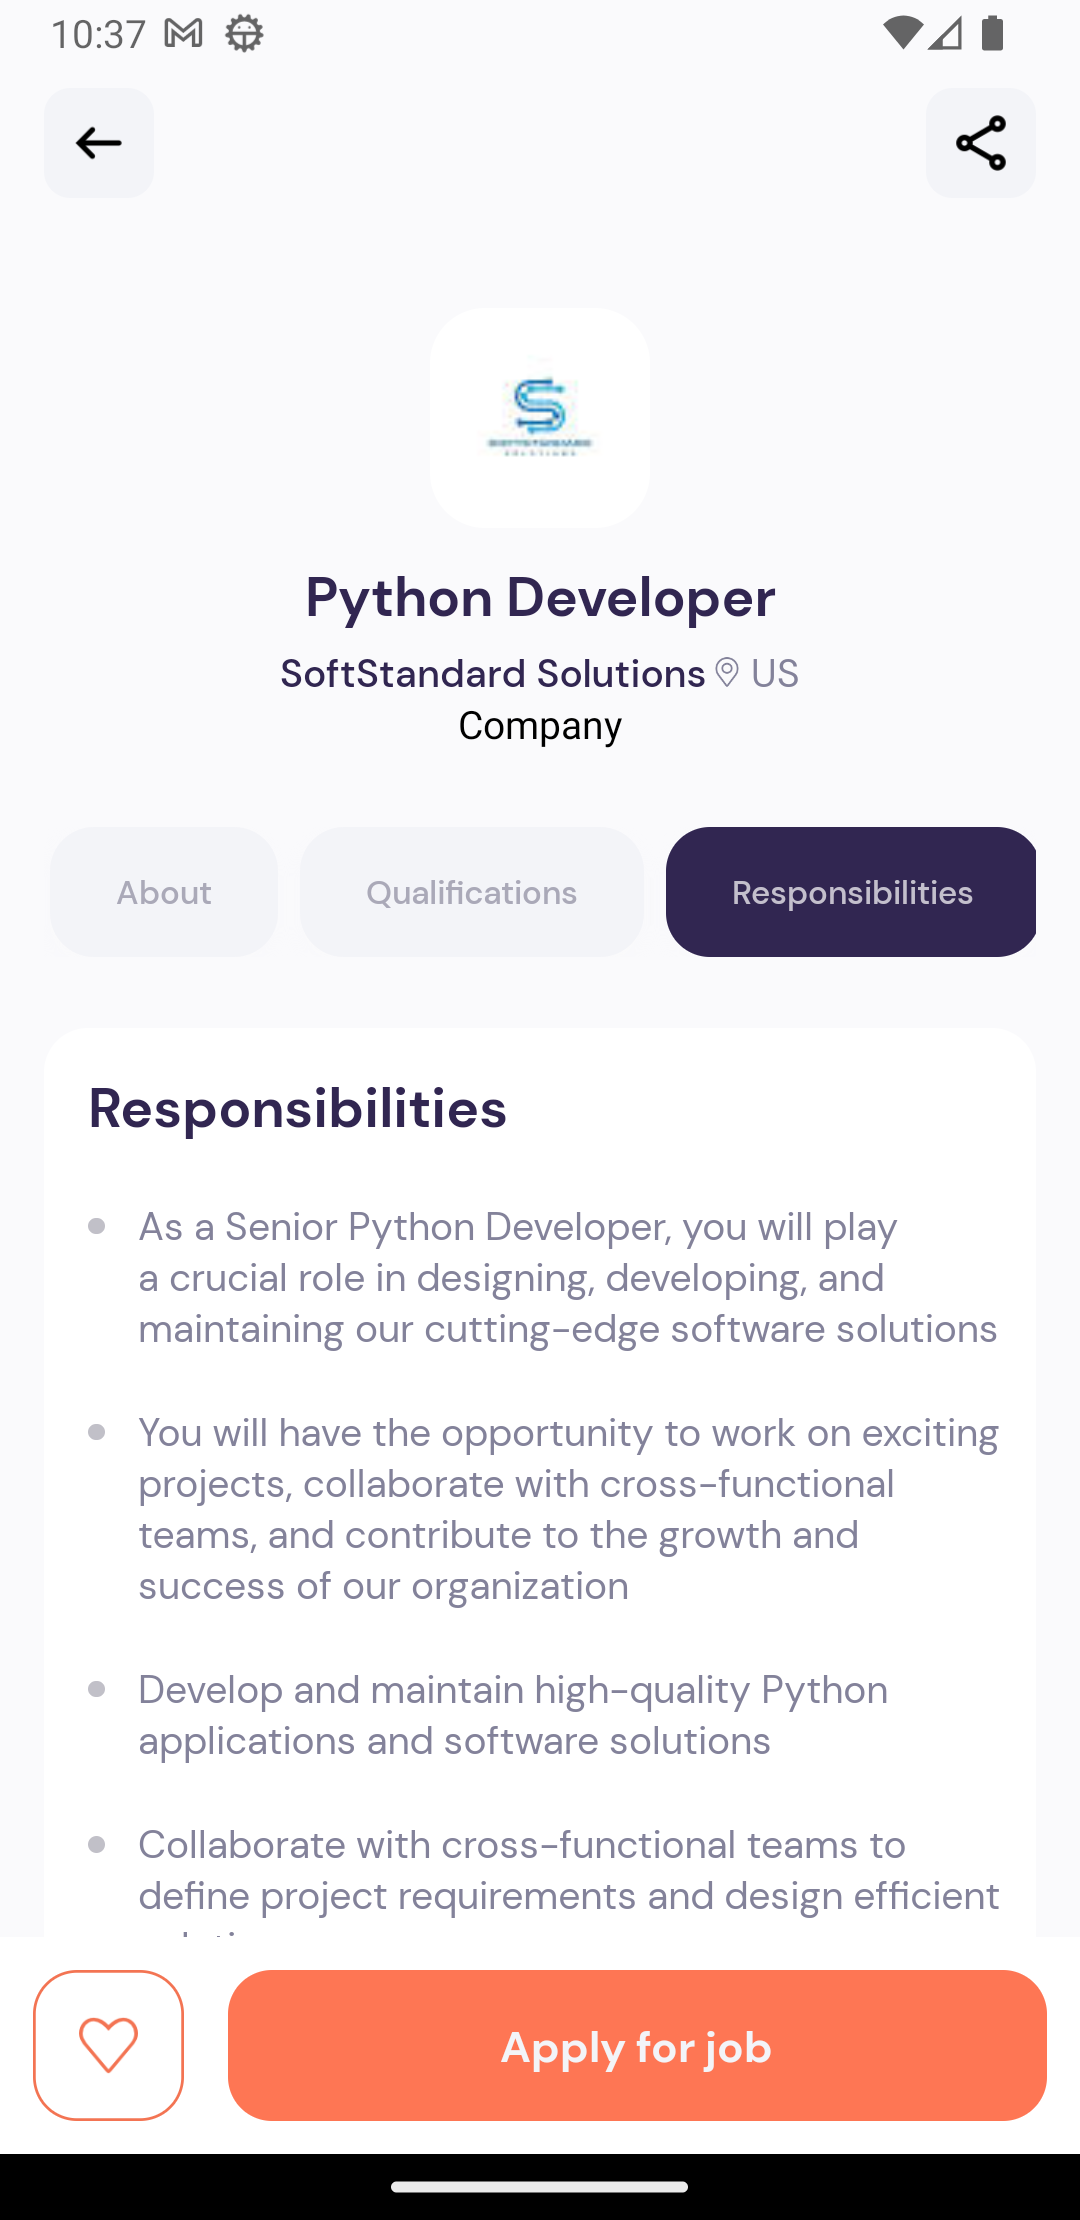 10:37
Python Developer
SoftStandard Solutions US
Company
About
Qualifications
Responsibilities
Responsibilities
As a Senior Python Developer, you will play
a crucial role in designing, developing, and
maintaining our cutting-edge software solutions
You will have the opportunity to work on exciting
projects, collaborate with cross-functional
teams, and contribute to the growth and
success of our organization
Develop and maintain high-quality Python
applications and software solutions
Collaborate with cross-functional teams to
define project requirements and design efficient
Apply for job